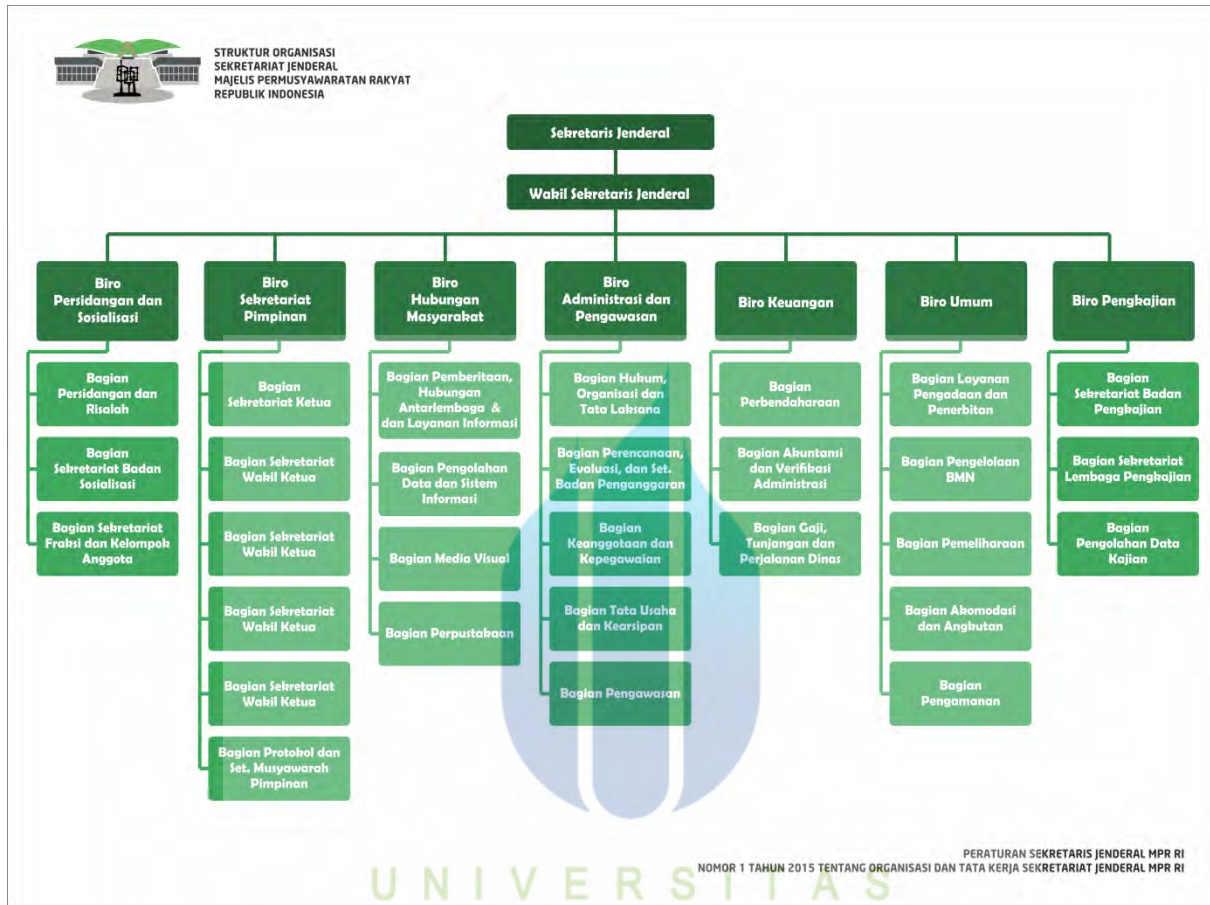 STRUKTUR ORGANISASI
SEKRETARIAT JENDERAL
MAJELIS PERMUSYAWARATAN RAKYAT
REPUBLIK INDONESIA
Sekretaris Jenderal
Wakil Sekretaris Jenderal
Biro
Persidangan dan
Sosialisasi
Bagian
Persidangan dan
Risalah
Bagian
Sekretariat Badan
Sosialisasi
Bagian Sekretariat
Fraksi dan Kelompok
Anggota
Biro
Sekretariat
Pimpinan
Bagian
Sekretariat Ketua
Bagian Sekretariat
Wakil Ketua
Bagian Sekretariat
Wakil Ketua
Bagian Sekretariat
Wakil Ketua
Bagian Sekretariat
Wakil Ketua
Bagian Protokol dan
Set. Musyawarah
Pimpinan
Biro
Hubungan
Masyarakat
Bagian Pemberitaan,
Hubungan
Antarlembaga &
dan Layanan Informasi
Bagian Pengolahan
Data dan Sistem
Informasi
Bagian Media Visual
Bagian Perpustakaan
Biro
Administrasi dan
Pengawasan
Bagian Hukum,
Organisasi dan
Tata Laksana
Bagian Perencanaan,
Evaluasi, dan Set.
Badan Penganggaran
Bagian
Keanggotaan dan
Kepegawaian
Bagian Tata Usaha
dan Kearsipan
Bagian Pengawasan
Biro Keuangan
Bagian
Perbendaharaan
Bagian Akuntansi
dan Verifikasi
Administrasi
Bagian Gaji,
Tunjangan dan
Perjalanan Dinas
Biro Umum
Bagian Layanan
Pengadaan dan
Penerbitan
Bagian Pengelolaan
BMN
Bagian Pemeliharaan
Bagian Akomodasi
dan Angkutan
Bagian
Pengamanan
Biro Pengkajian
Bagian
Sekretariat Badan
Pengkajian
Bagian Sekretariat
Lembaga Pengkajian
Bagian
Pengolahan Data
Kajian
PERATURAN SEKRETARIS JENDERAL MPR RI
NOMOR 1 TAHUN 2015 TENTANG ORGANISASI DAN TATA KERJA SEKRETARIAT JENDERAL MPR RI
UNIVERSITAS